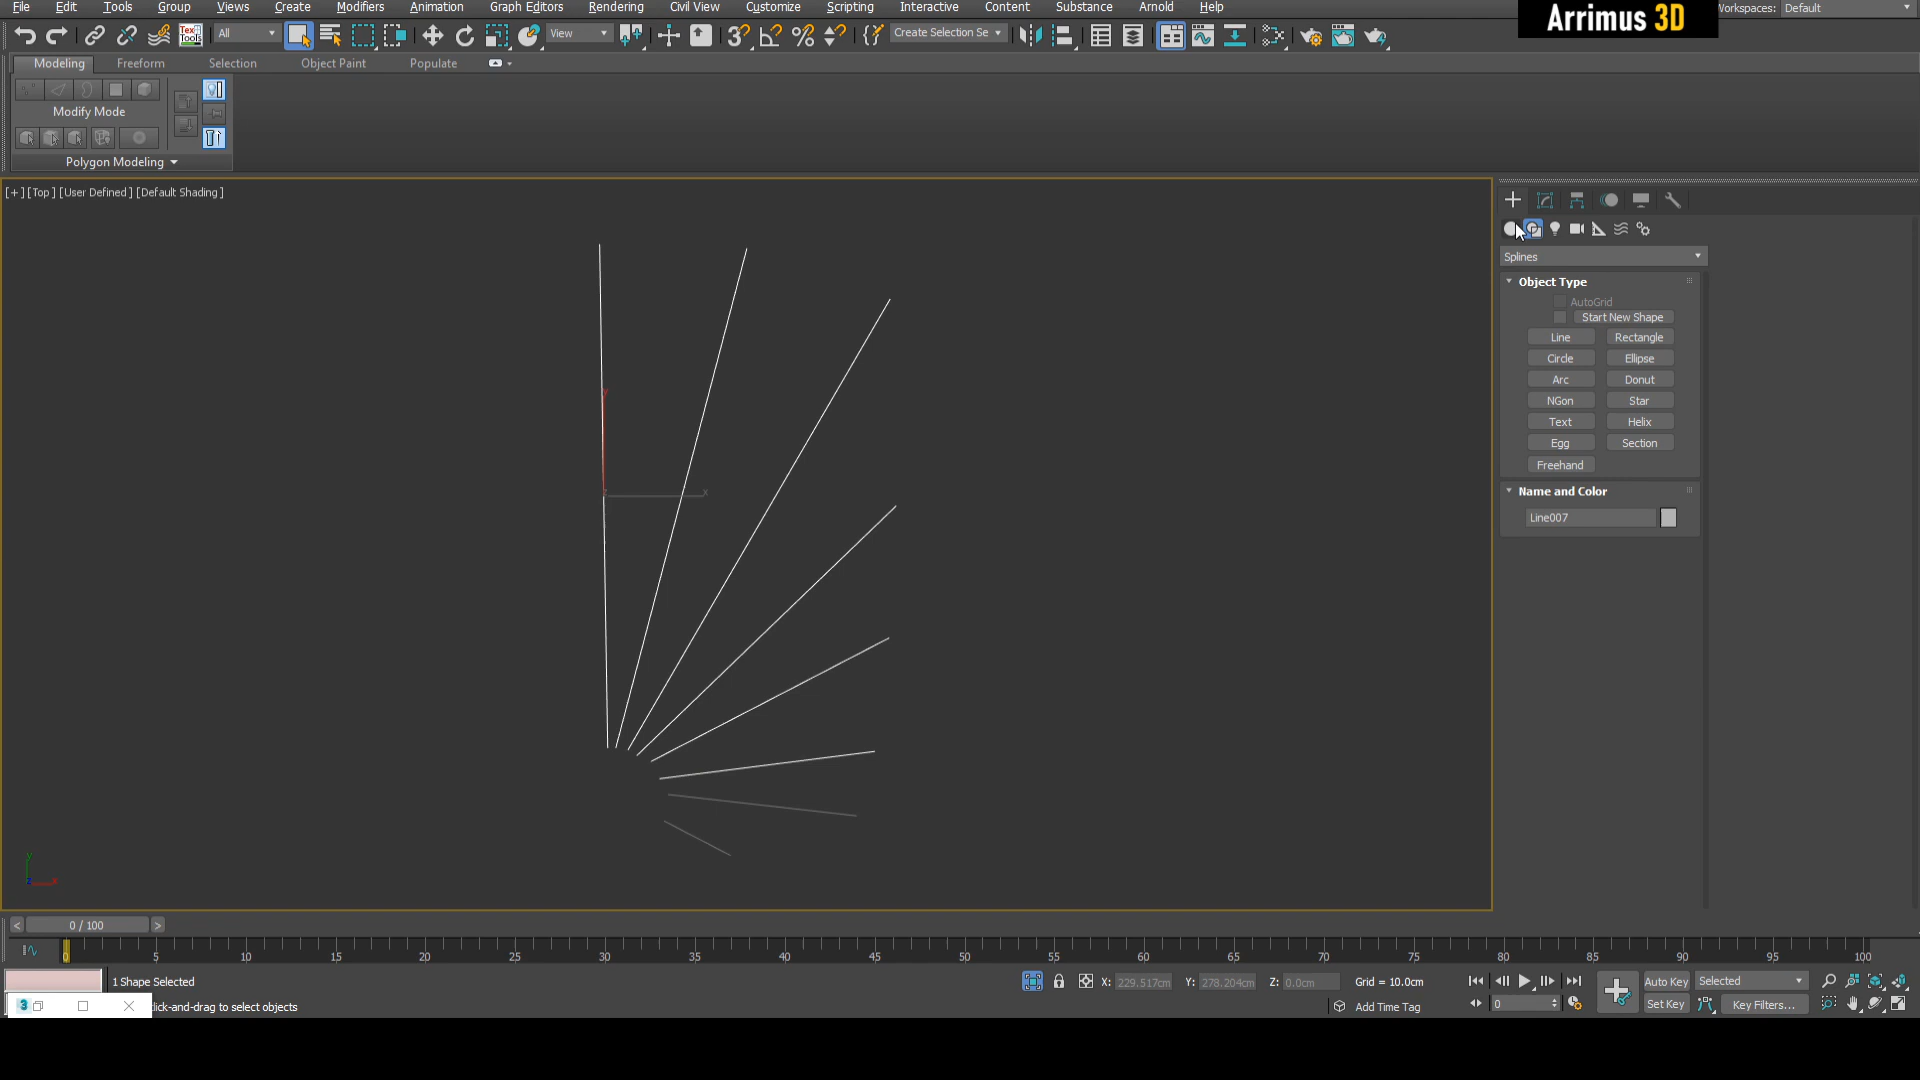 File Edit Tools Group Views Create Modifiers Animation Graph Editors Rendering Civil View Customize Scripting Interactive Content Substance Arnold Help
Workspaces: Default
Arrimus 3D
All View Create Selection Se
Modeling Freeform Selection Object Paint Populate
Modify Mode
Polygon Modeling
[+] [Top] [User Defined] [Default Shading]
Splines
Object Type
AutoGrid
Start New Shape
Line Rectangle
Circle Ellipse
Arc Donut
NGon Star
Text Helix
Egg Section
Freehand
Name and Color
Line007
y
x
y
z x
< 0 / 100 >
0 5 10 15 20 25 30 35 40 45 50 55 60 65 70 75 80 85 90 95 100
1 Shape Selected X: 229.517cm Y: 278.204cm Z: 0.0cm Grid = 10.0cm Auto Key Selected
lick-and-drag to select objects Add Time Tag 0 Set Key Key Filters...